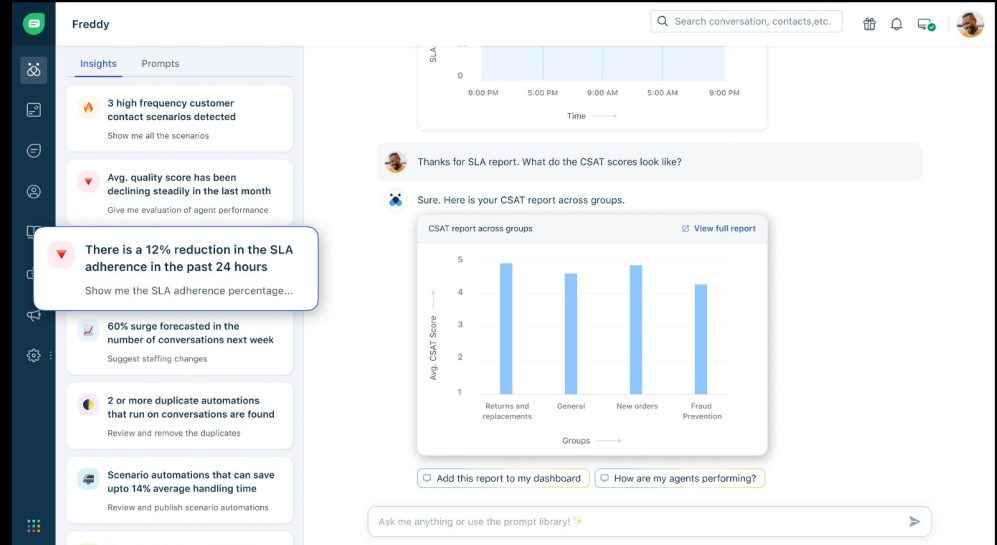 Freddy
Search conversation, contacts,etc.
Insights
Prompts
3 high frequency customer
contact scenarios detected
Show me all the scenarios
Avg. quality score has been
declining steadily in the last month
Give me evaluation of agent performance
There is a 12% reduction in the SLA
adherence in the past 24 hours
Show me the SLA adherence percentage...
60% surge forecasted in the
number of conversations next week
Suggest staffing changes
2 or more duplicate automations
that run on conversations are found
Review and remove the duplicates
Scenario automations that can save
upto 14% average handling time
Review and publish scenario automations
SLA
0
9:00 PM
5:00 PM
9:00 AM
5:00 AM
9:00 PM
Time
Thanks for SLA report. What do the CSAT scores look like?
Sure. Here is your CSAT report across groups.
CSAT report across groups
View full report
Avg. CSAT Score
5
4
3
2
1
Returns and
replacements
General
New orders
Fraud
Prevention
Groups
Add this report to my dashboard
How are my agents performing?
Ask me anything or use the prompt library!